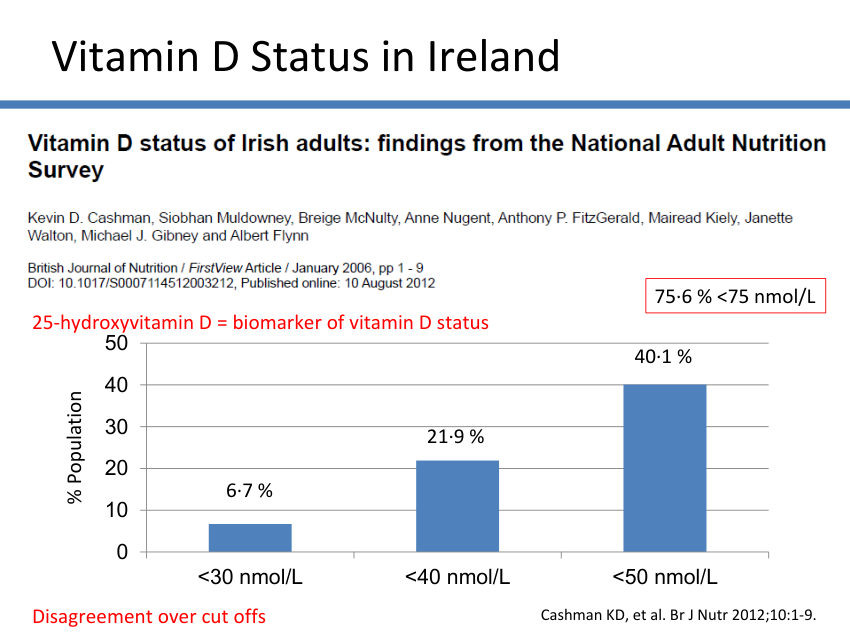 Vitamin D Status in Ireland
Vitamin D status of Irish adults: findings from the National Adult Nutrition
Survey
Kevin D. Cashman, Siobhan Muldowney, Breige McNulty, Anne Nugent, Anthony P. FitzGerald, Mairead Kiely, Janette
Walton, Michael J. Gibney and Albert Flynn
British Journal of Nutrition / FirstView Article / January 2006, pp 1 - 9
DOI: 10.1017/S0007114512003212, Published online: 10 August 2012
75·6 % <75 nmol/L
25-hydroxyvitamin D = biomarker of vitamin D status
% Population
50
40
30
20
10
0
6·7 %
21·9 %
40·1 %
<30 nmol/L
<40 nmol/L
<50 nmol/L
Disagreement over cut offs
Cashman KD, et al. Br J Nutr 2012;10:1-9.